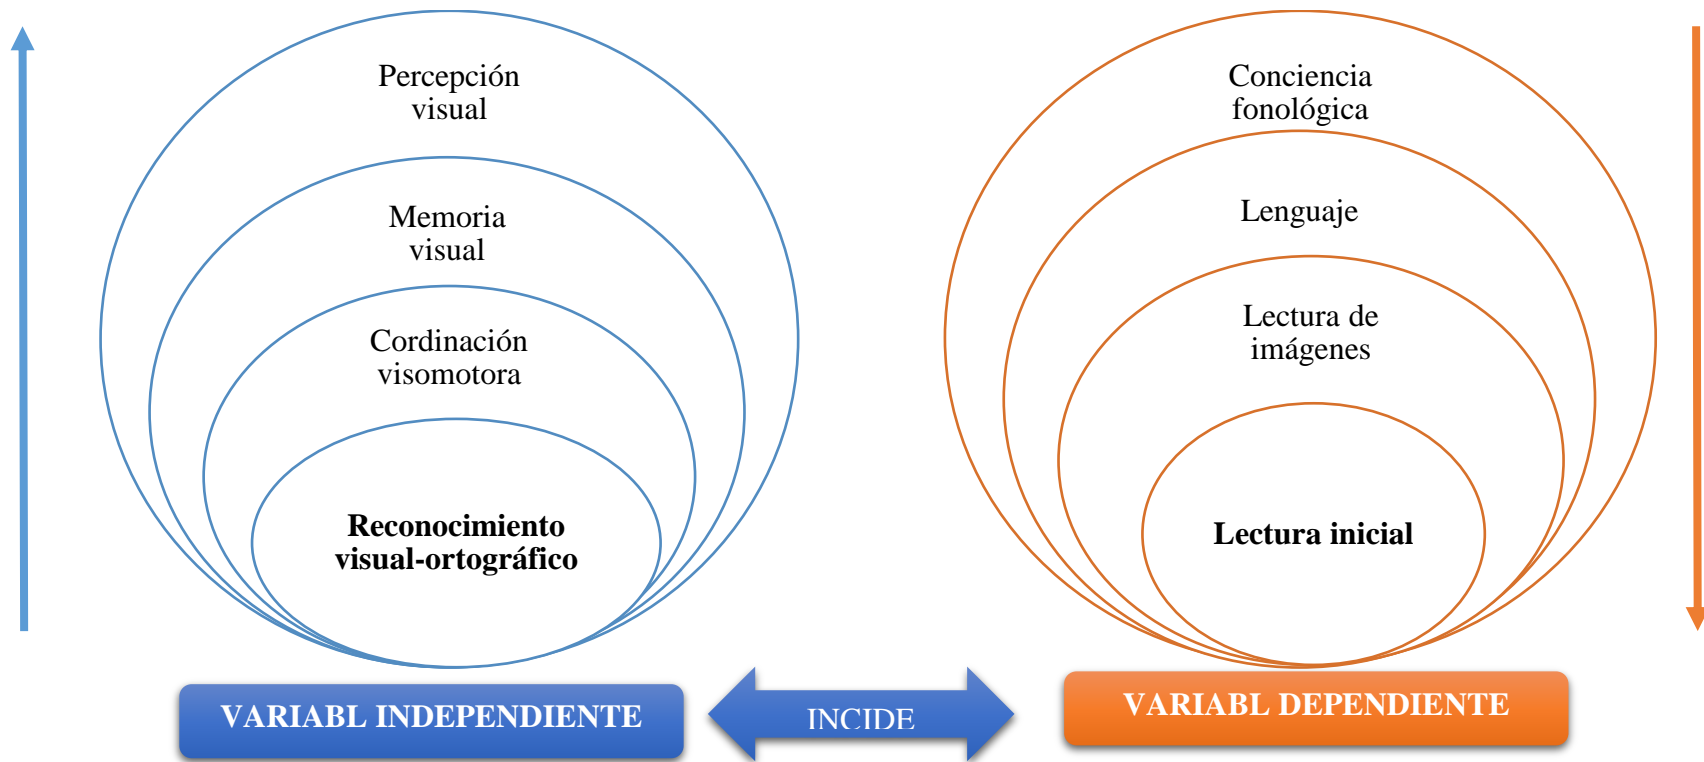 Percepción
visual
Memoria
visual
Cordinación
visomotora
Reconocimiento
visual-ortográfico
VARIABL INDEPENDIENTE
INCIDE
Conciencia
fonológica
Lenguaje
Lectura de
imágenes
Lectura inicial
VARIABL DEPENDIENTE